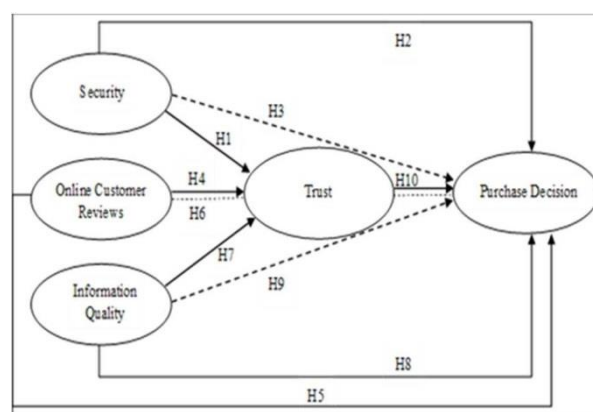 H2
Security
H3
H1
Online Customer
Reviews
H4
H6
Trust
H10
Purchase Decision
H7
Information
Quality
H9
H8
H5